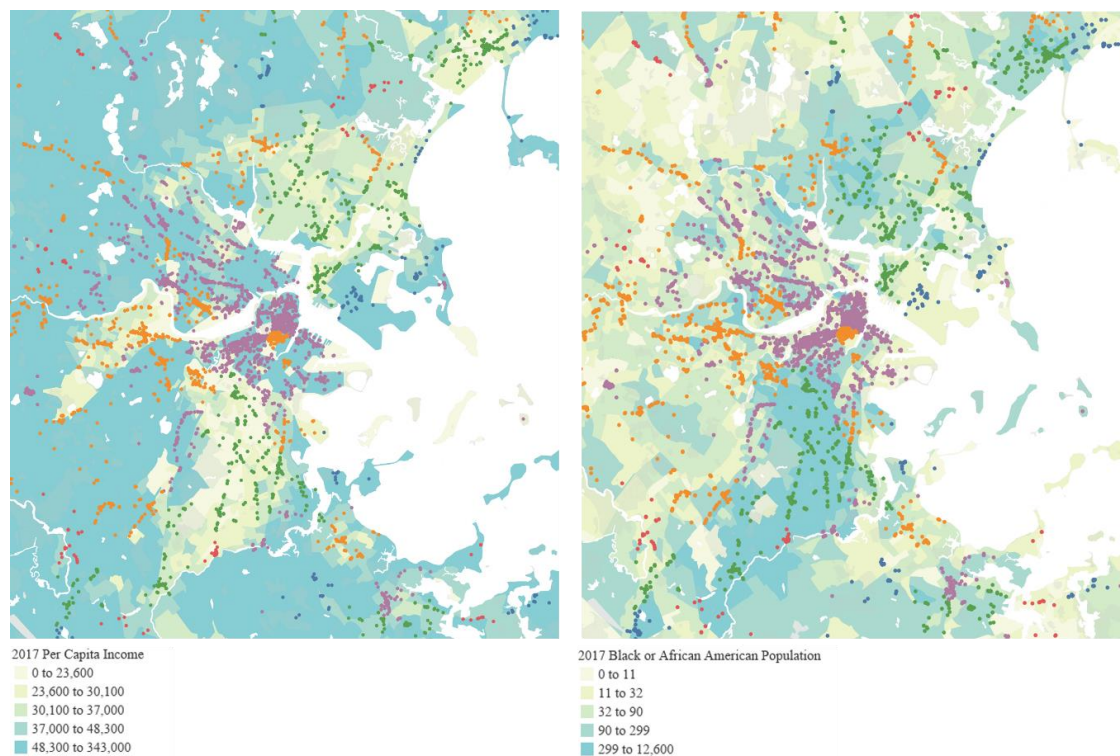 2017 Per Capita Income
0 to 23,600
23,600 to 30,100
30,100 to 37,000
37,000 to 48,300
48,300 to 343,000
2017 Black or African American Population
0 to 11
11 to 32
32 to 90
90 to 299
299 to 12,600